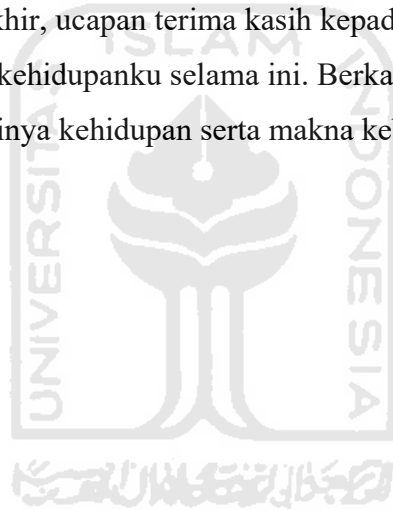 khir, ucapan terima kasih kepad
kehidupanku selama ini. Berka
inya kehidupan serta makna ke
ISLAM
UNIVERSITAS
INDONESIA